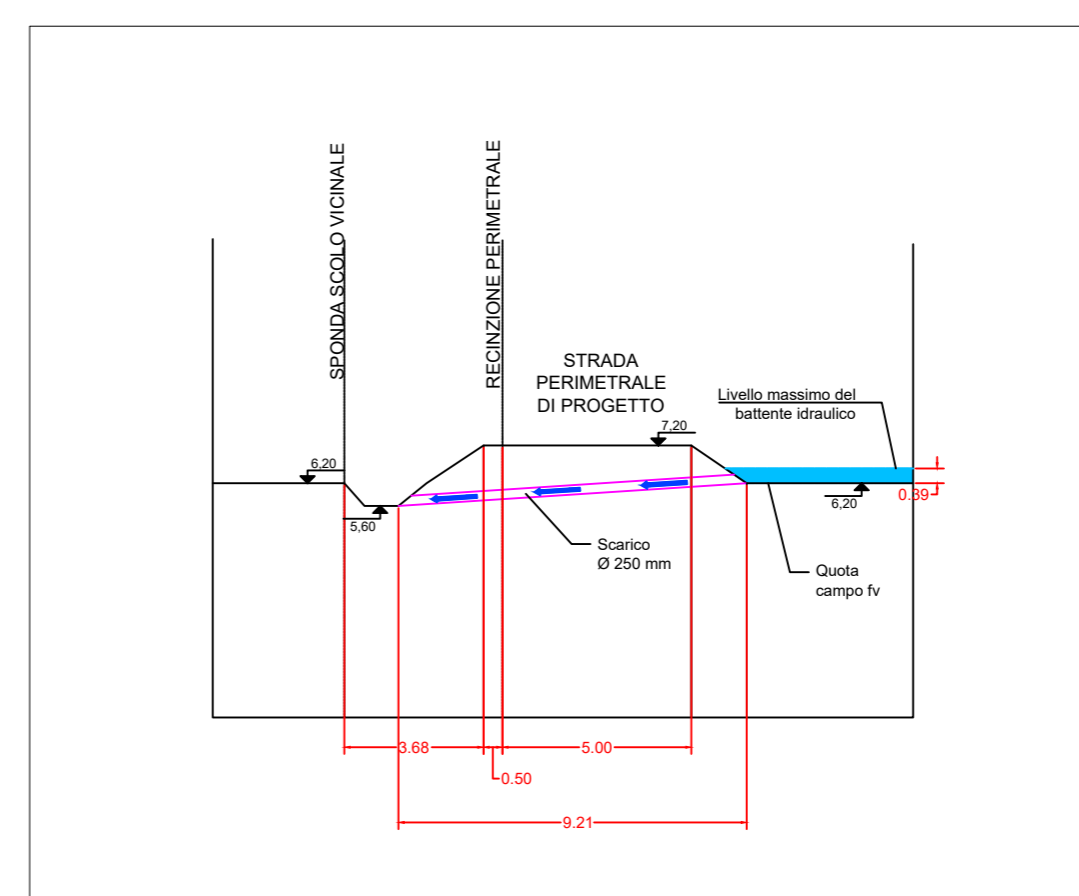 SPONDA SCOLO VICINALE
RECINZIONE PERIMETRALE
STRADA
PERIMETRALE
DI PROGETTO
Livello massimo del
battente idraulico
7,20
6,20
5,60
6,20
0.39
Scarico
Ø 250 mm
Quota
campo fv
3.68
5.00
0.50
9.21